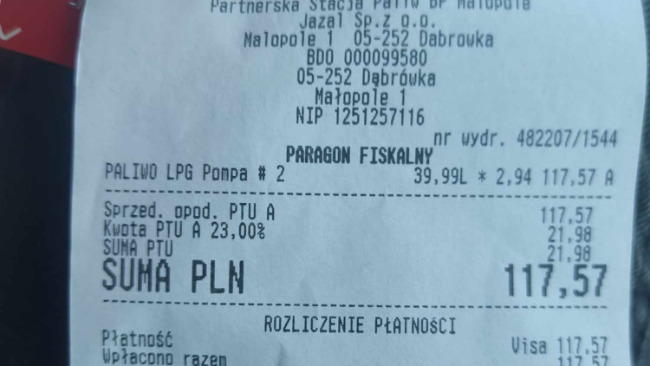 Partnerska Stacja Paliw BP Małopole
Jazal Sp.z o.o.
Małopole 1 05-252 Dabrowka
BDO 000099580
05-252 Dąbrówka
Małopole 1
NIP 1251257116
nr wydr. 482207/1544
PARAGON FISKALNY
PALIWO LPG Pompa # 2 39,99L * 2,94 117,57 A
Sprzed. opod. PTU A 117,57
Kwota PTU A 23,00% 21,98
SUMA PTU 21,98
SUMA PLN 117,57
ROZLICZENIE PŁATNOŚCI
Płatność Visa 117,57
Wpłacono razem 117,57